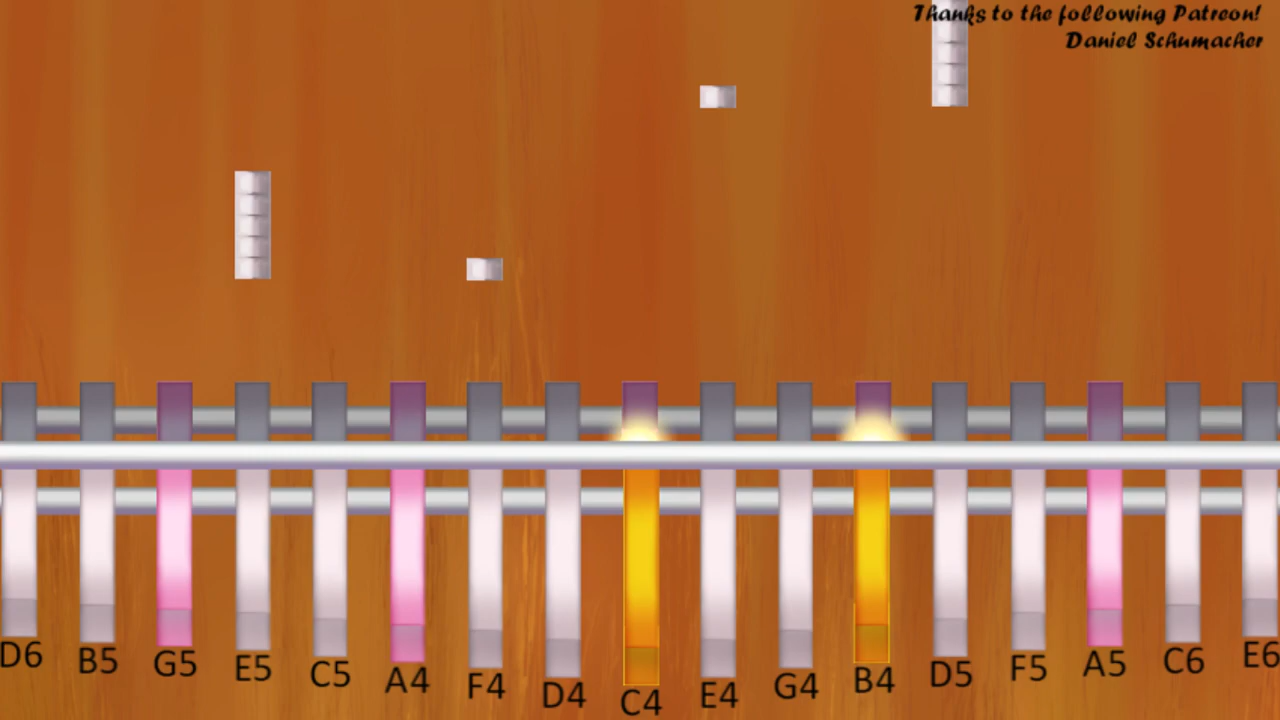 Thanks to the following Patreon!
Daniel Schumacher
D6 B5 G5 E5 C5 A4 F4 D4 C4 E4 G4 B4 D5 F5 A5 C6 E6